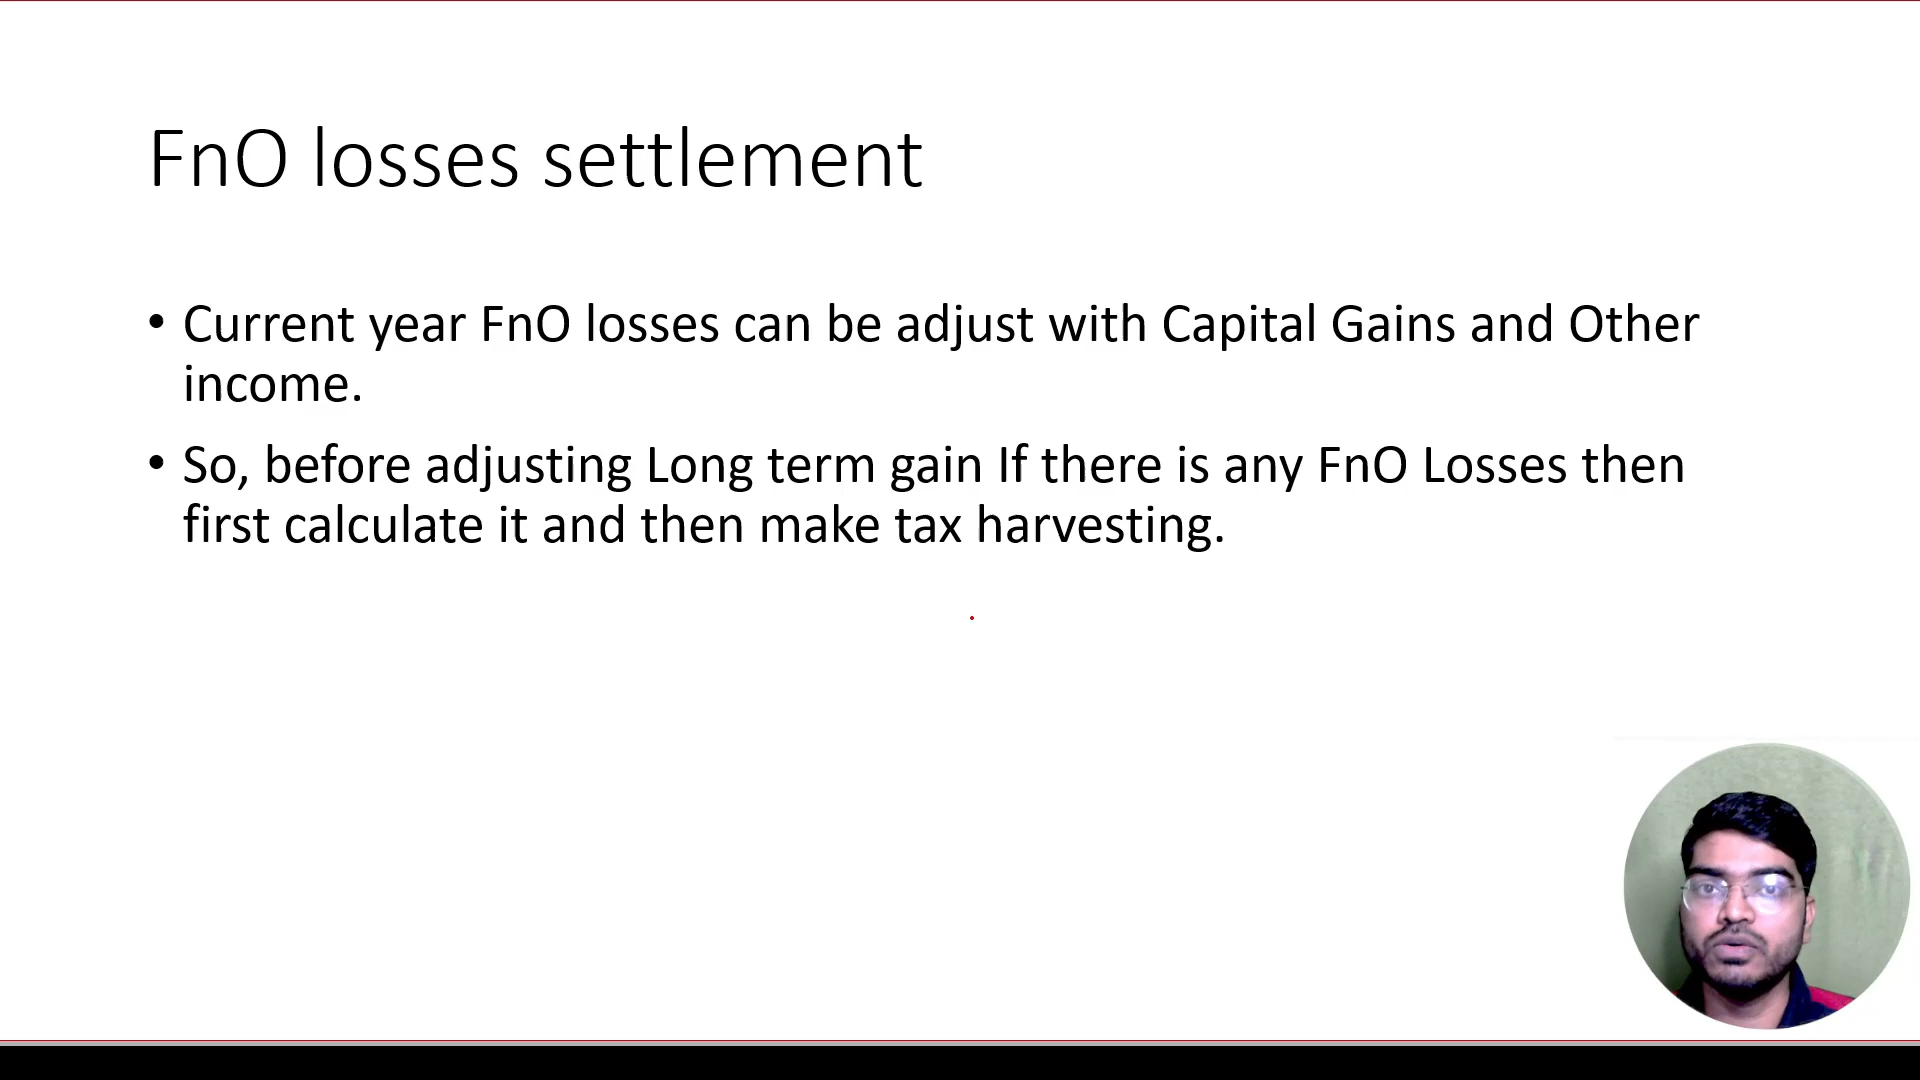 FnO losses settlement
• Current year FnO losses can be adjust with Capital Gains and Other
income.
• So, before adjusting Long term gain If there is any FnO Losses then
first calculate it and then make tax harvesting.